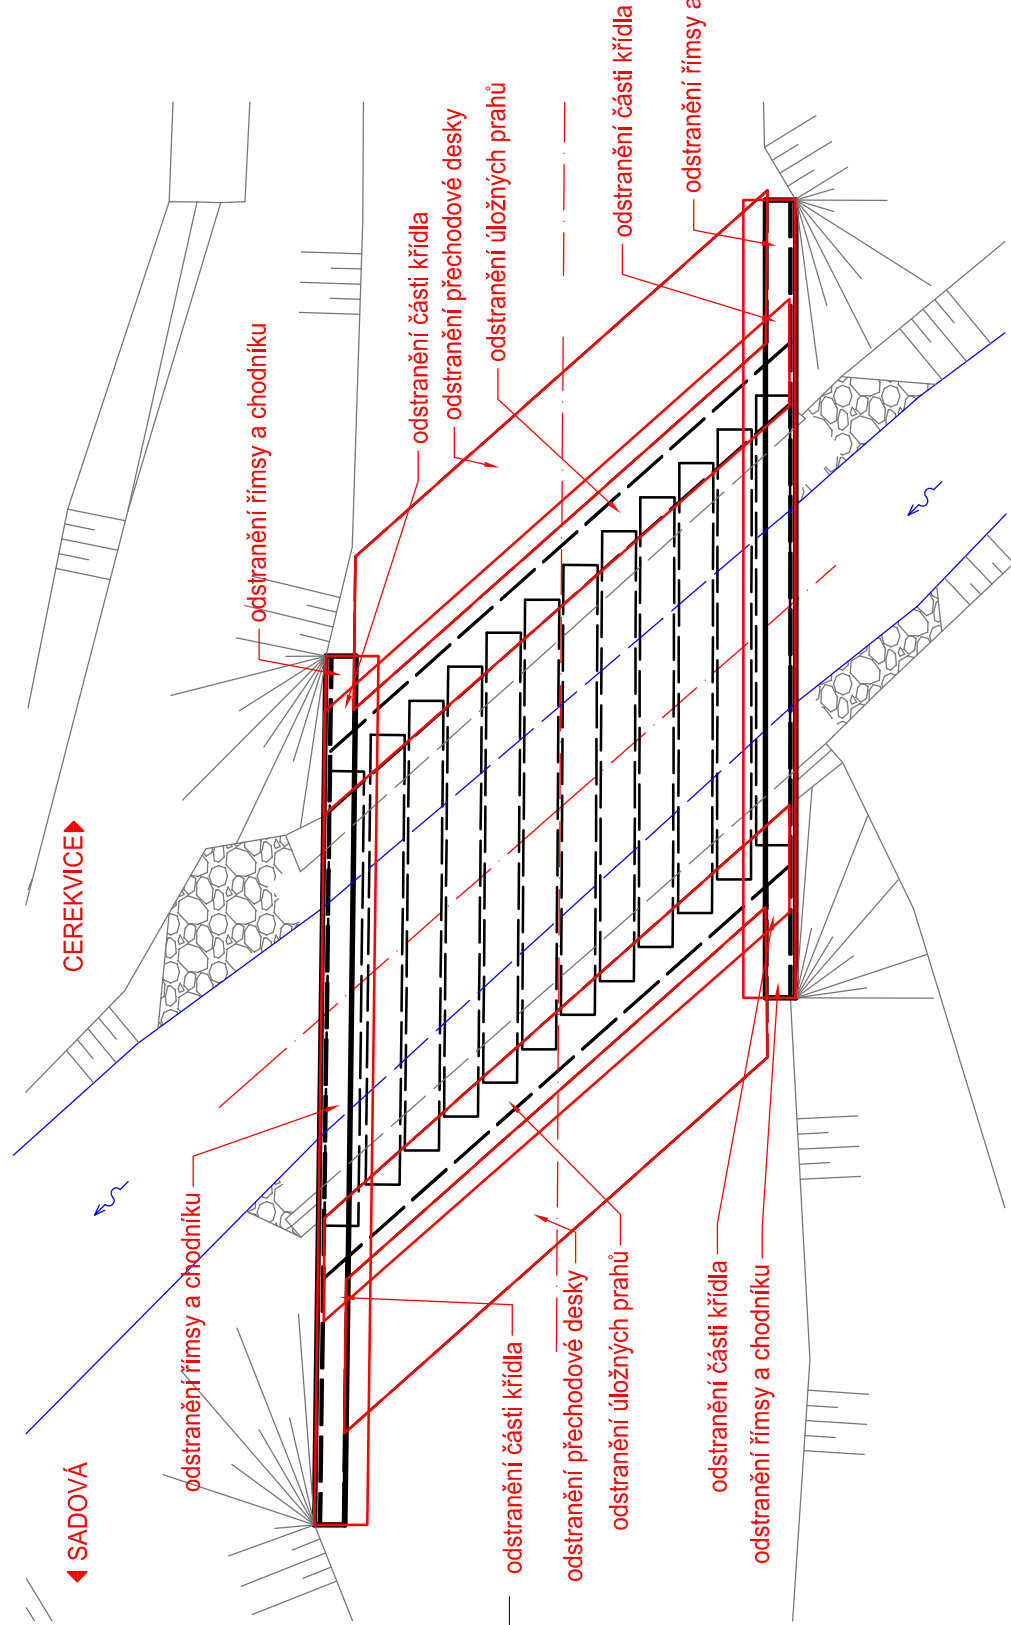 odstranění římsy a chodníku
odstranění části křídla
odstranění přechodové desky
odstranění úložných prahů
odstranění části křídla
odstranění římsy a
CEREKVICE
SADOVÁ
odstranění římsy a chodníku
odstranění části křídla
odstranění přechodové desky
odstranění úložných prahů
odstranění části křídla
odstranění římsy a chodníku